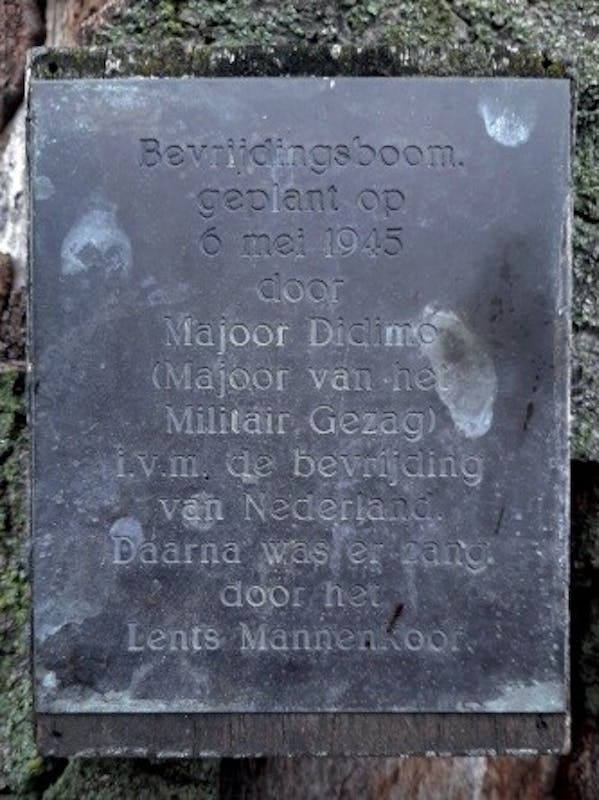 Bevrijdingsboom.
geplant op
6 mei 1945
door
Majoor Didimo
(Majoor van het
Militair Gezag)
i.v.m. de bevrijding
van Nederland.
Daarna was er zang
door het
Lents Mannenkoor.